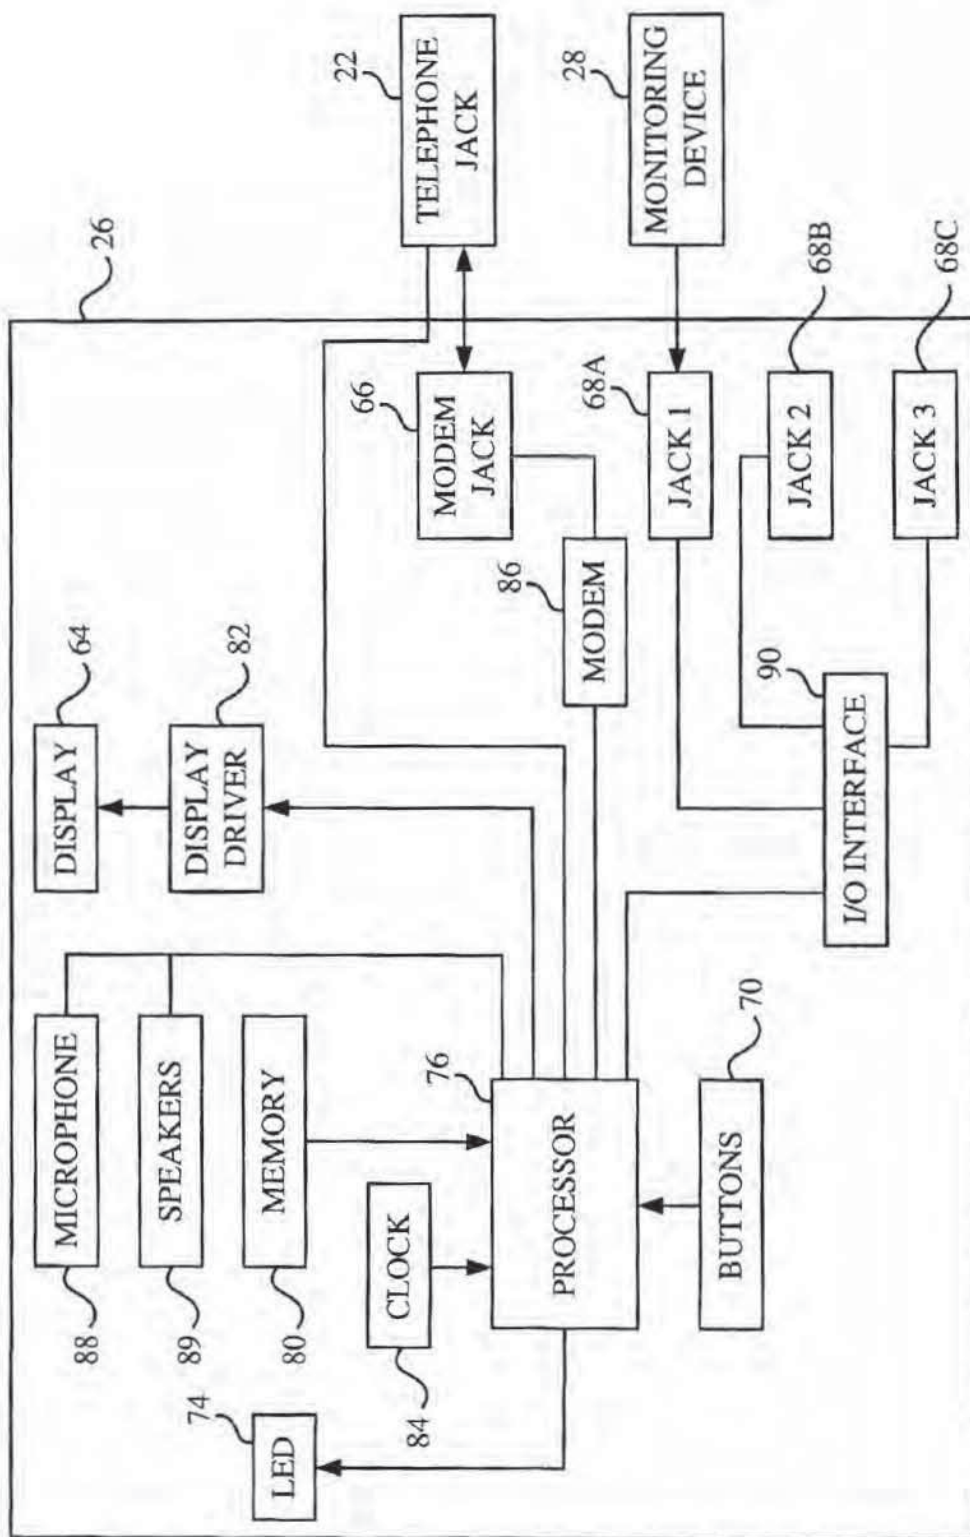 26
88
MICROPHONE
89
SPEAKERS
80
MEMORY
74
LED
CLOCK
84
76
PROCESSOR
70
BUTTONS
64
DISPLAY
82
DISPLAY
DRIVER
22
TELEPHONE
JACK
66
MODEM
JACK
86
MODEM
28
MONITORING
DEVICE
68A
JACK 1
68B
JACK 2
68C
JACK 3
90
I/O INTERFACE